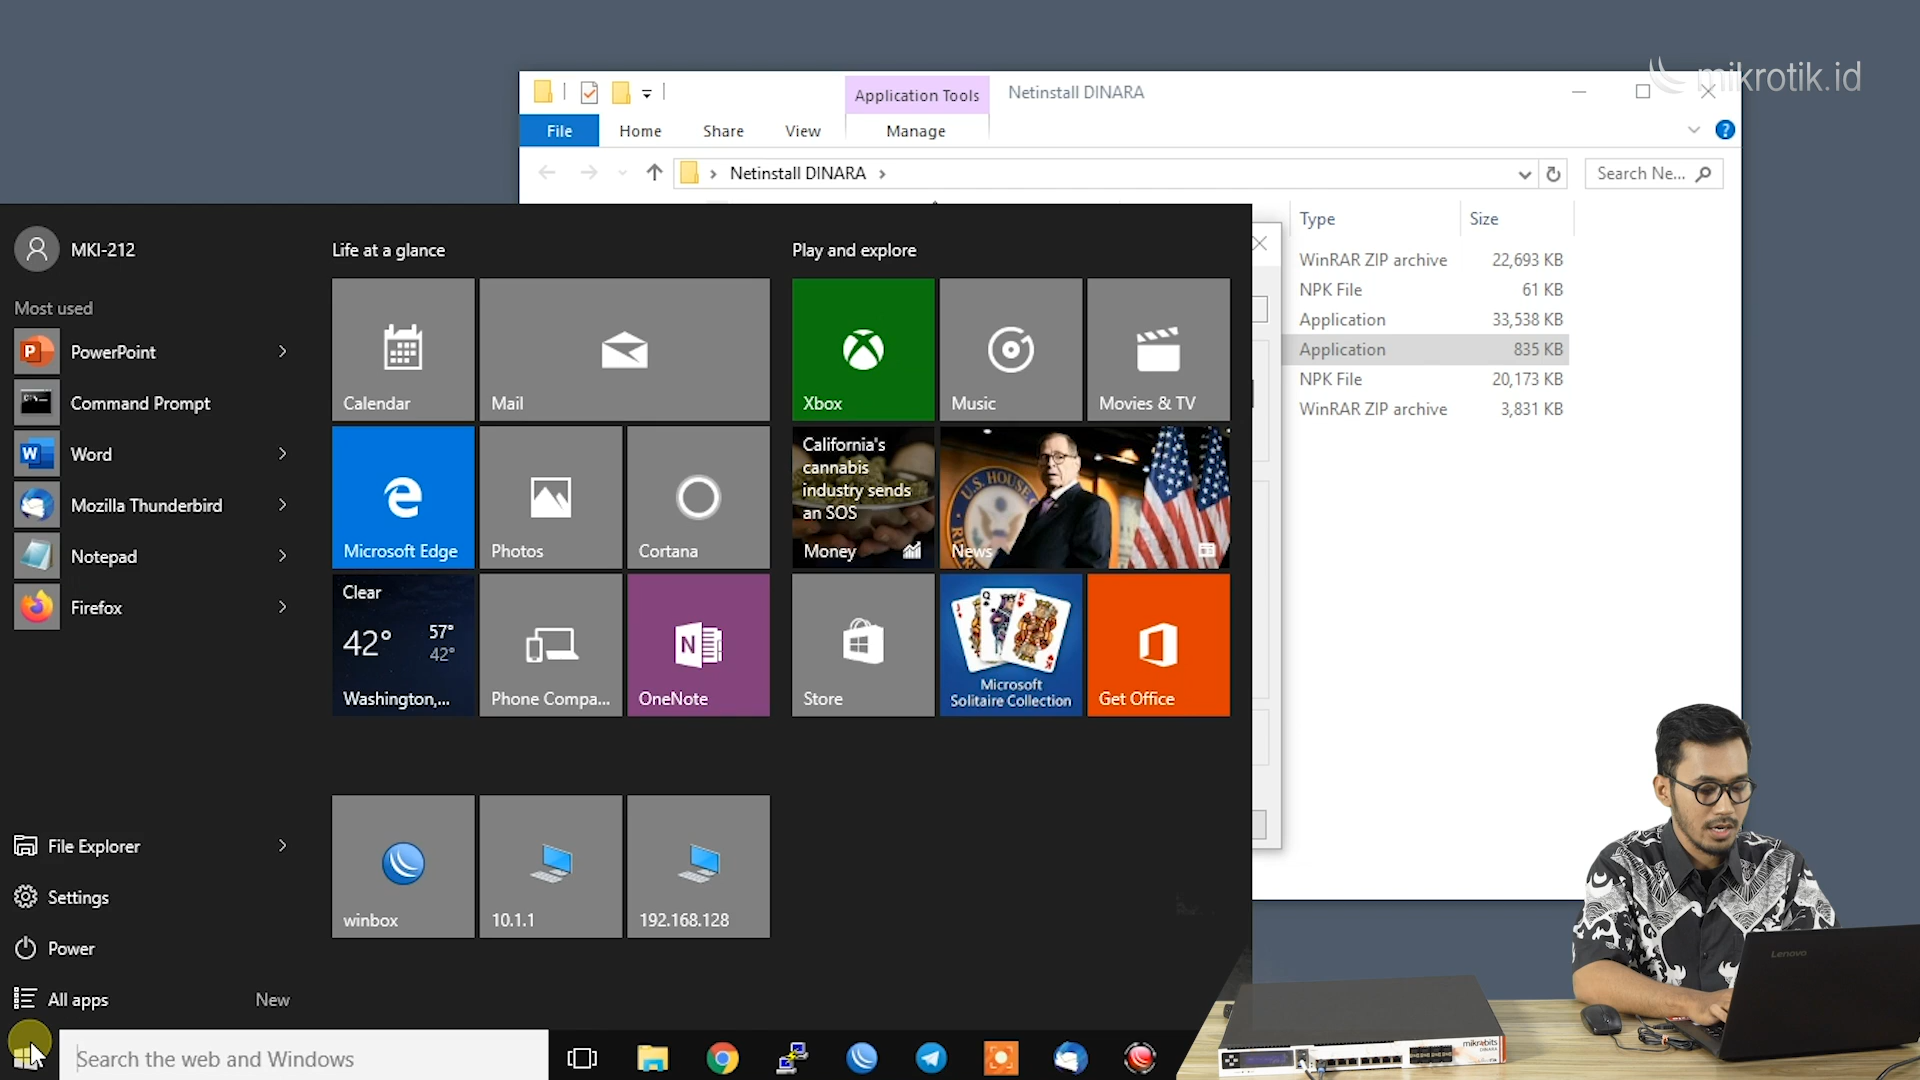 mikrotik.id
Application Tools
Netinstall DINARA
File
Home
Share
View
Manage
Netinstall DINARA
Search Ne...
Type
Size
WinRAR ZIP archive
22,693 KB
NPK File
61 KB
Application
33,538 KB
Application
835 KB
NPK File
20,173 KB
WinRAR ZIP archive
3,831 KB
MKI-212
Most used
PowerPoint
Command Prompt
Word
Mozilla Thunderbird
Notepad
Firefox
File Explorer
Settings
Power
All apps
New
Search the web and Windows
Life at a glance
Calendar
Mail
Microsoft Edge
Photos
Cortana
Clear
42°
57°
42°
Washington,...
Phone Compa...
OneNote
winbox
10.1.1
192.168.128
Play and explore
Xbox
Music
Movies & TV
California's
cannabis
industry sends
an SOS
Money
U.S. HOUSE
News
Store
Microsoft
Solitaire Collection
Get Office
Lenovo
mikrobits
DINARA